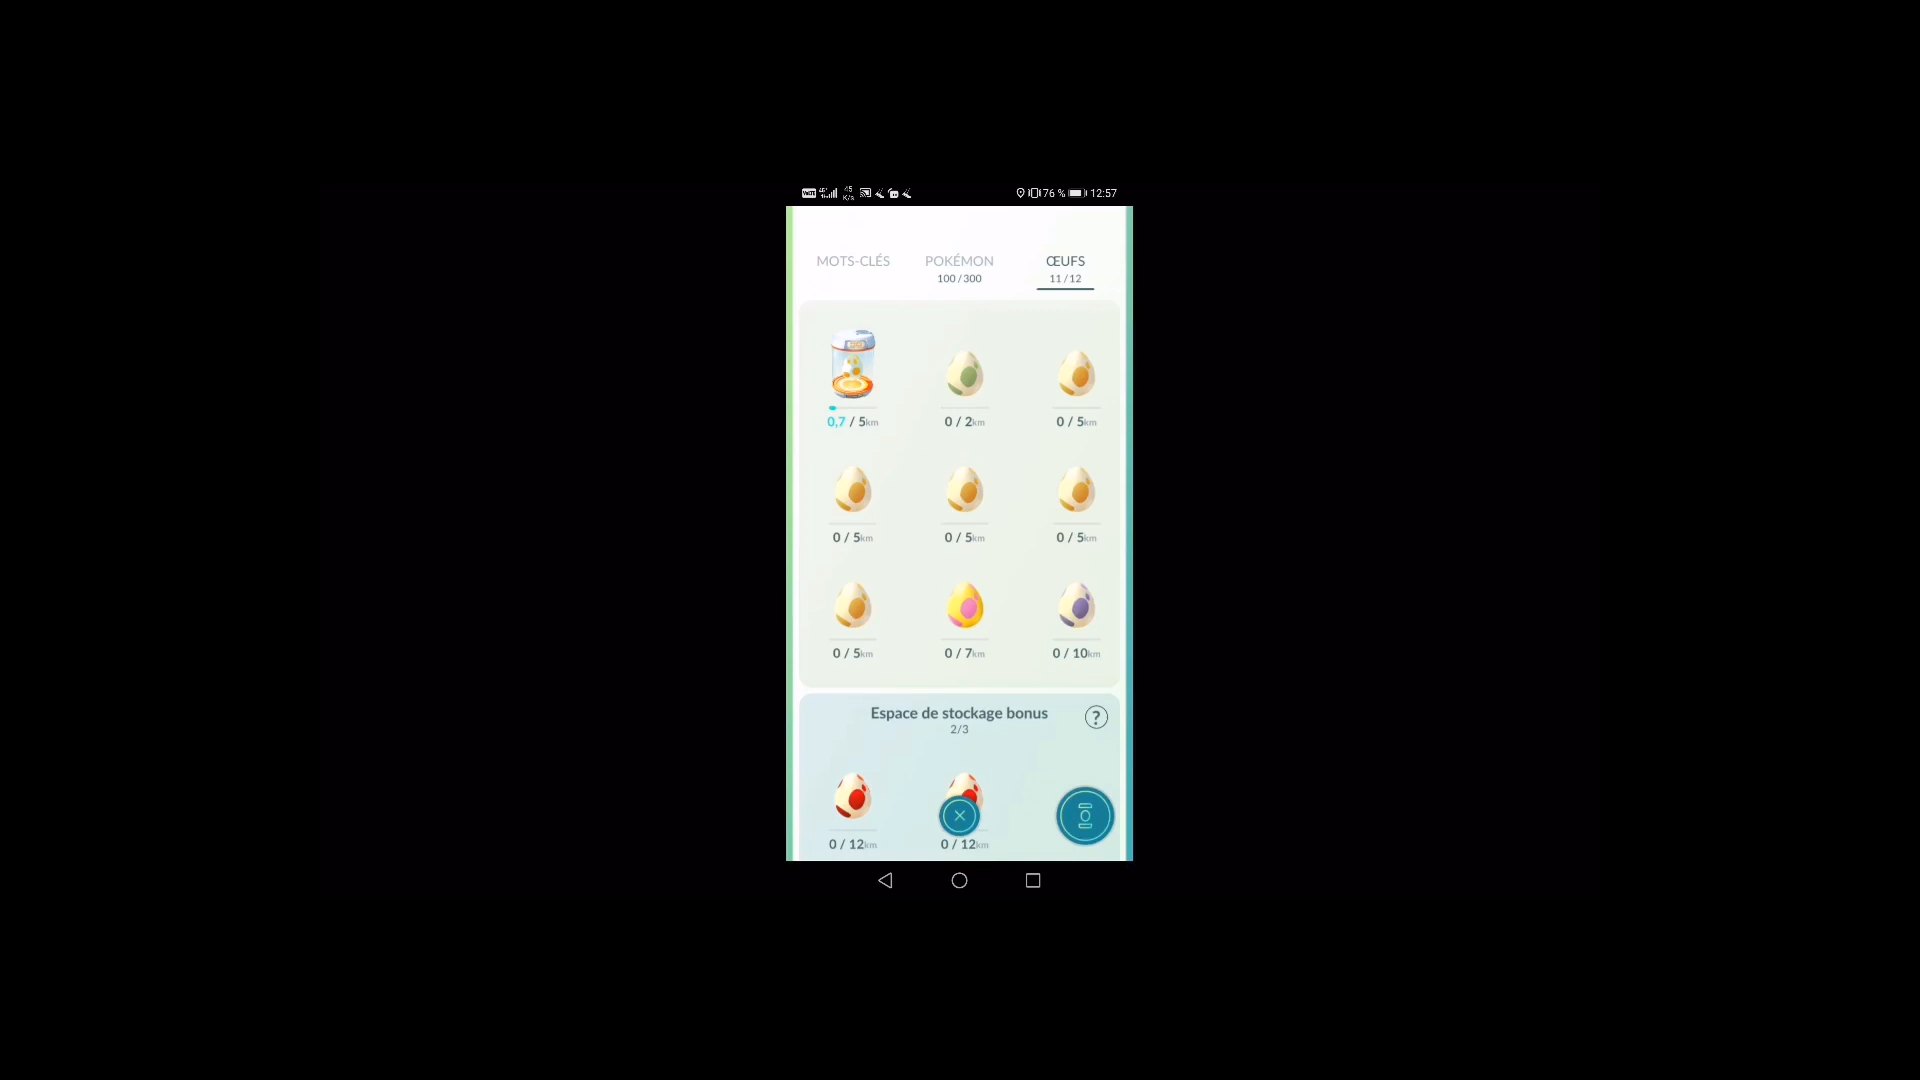 45
K/s
76 % 12:57
MOTS-CLÉS POKÉMON ŒUFS
100/300 11/12
0,7 / 5km 0 / 2km 0 / 5km
0 / 5km 0 / 5km 0 / 5km
0 / 5km 0 / 7km 0 / 10km
Espace de stockage bonus ?
2/3
0 / 12km 0 / 12km